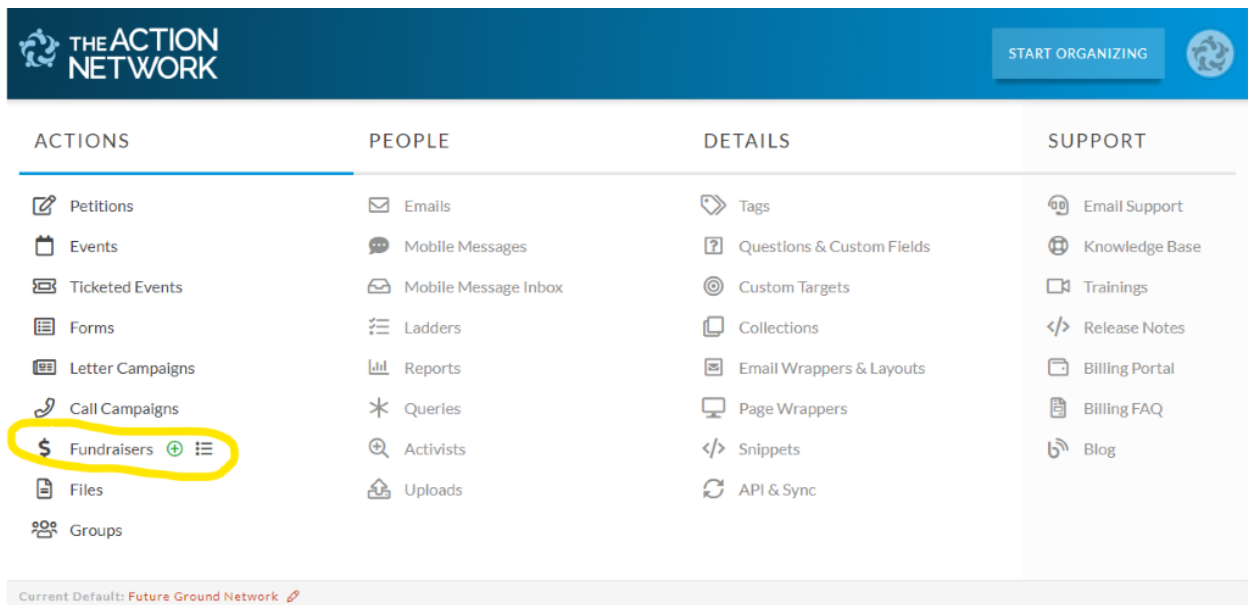 THE ACTION
NETWORK
START ORGANIZING
ACTIONS
Petitions
Events
Ticketed Events
Forms
Letter Campaigns
Call Campaigns
$ Fundraisers
Files
Groups
PEOPLE
Emails
Mobile Messages
Mobile Message Inbox
Ladders
Reports
Queries
Activists
Uploads
DETAILS
Tags
Questions & Custom Fields
Custom Targets
Collections
Email Wrappers & Layouts
Page Wrappers
Snippets
API & Sync
SUPPORT
Email Support
Knowledge Base
Trainings
Release Notes
Billing Portal
Billing FAQ
Blog
Current Default: Future Ground Network